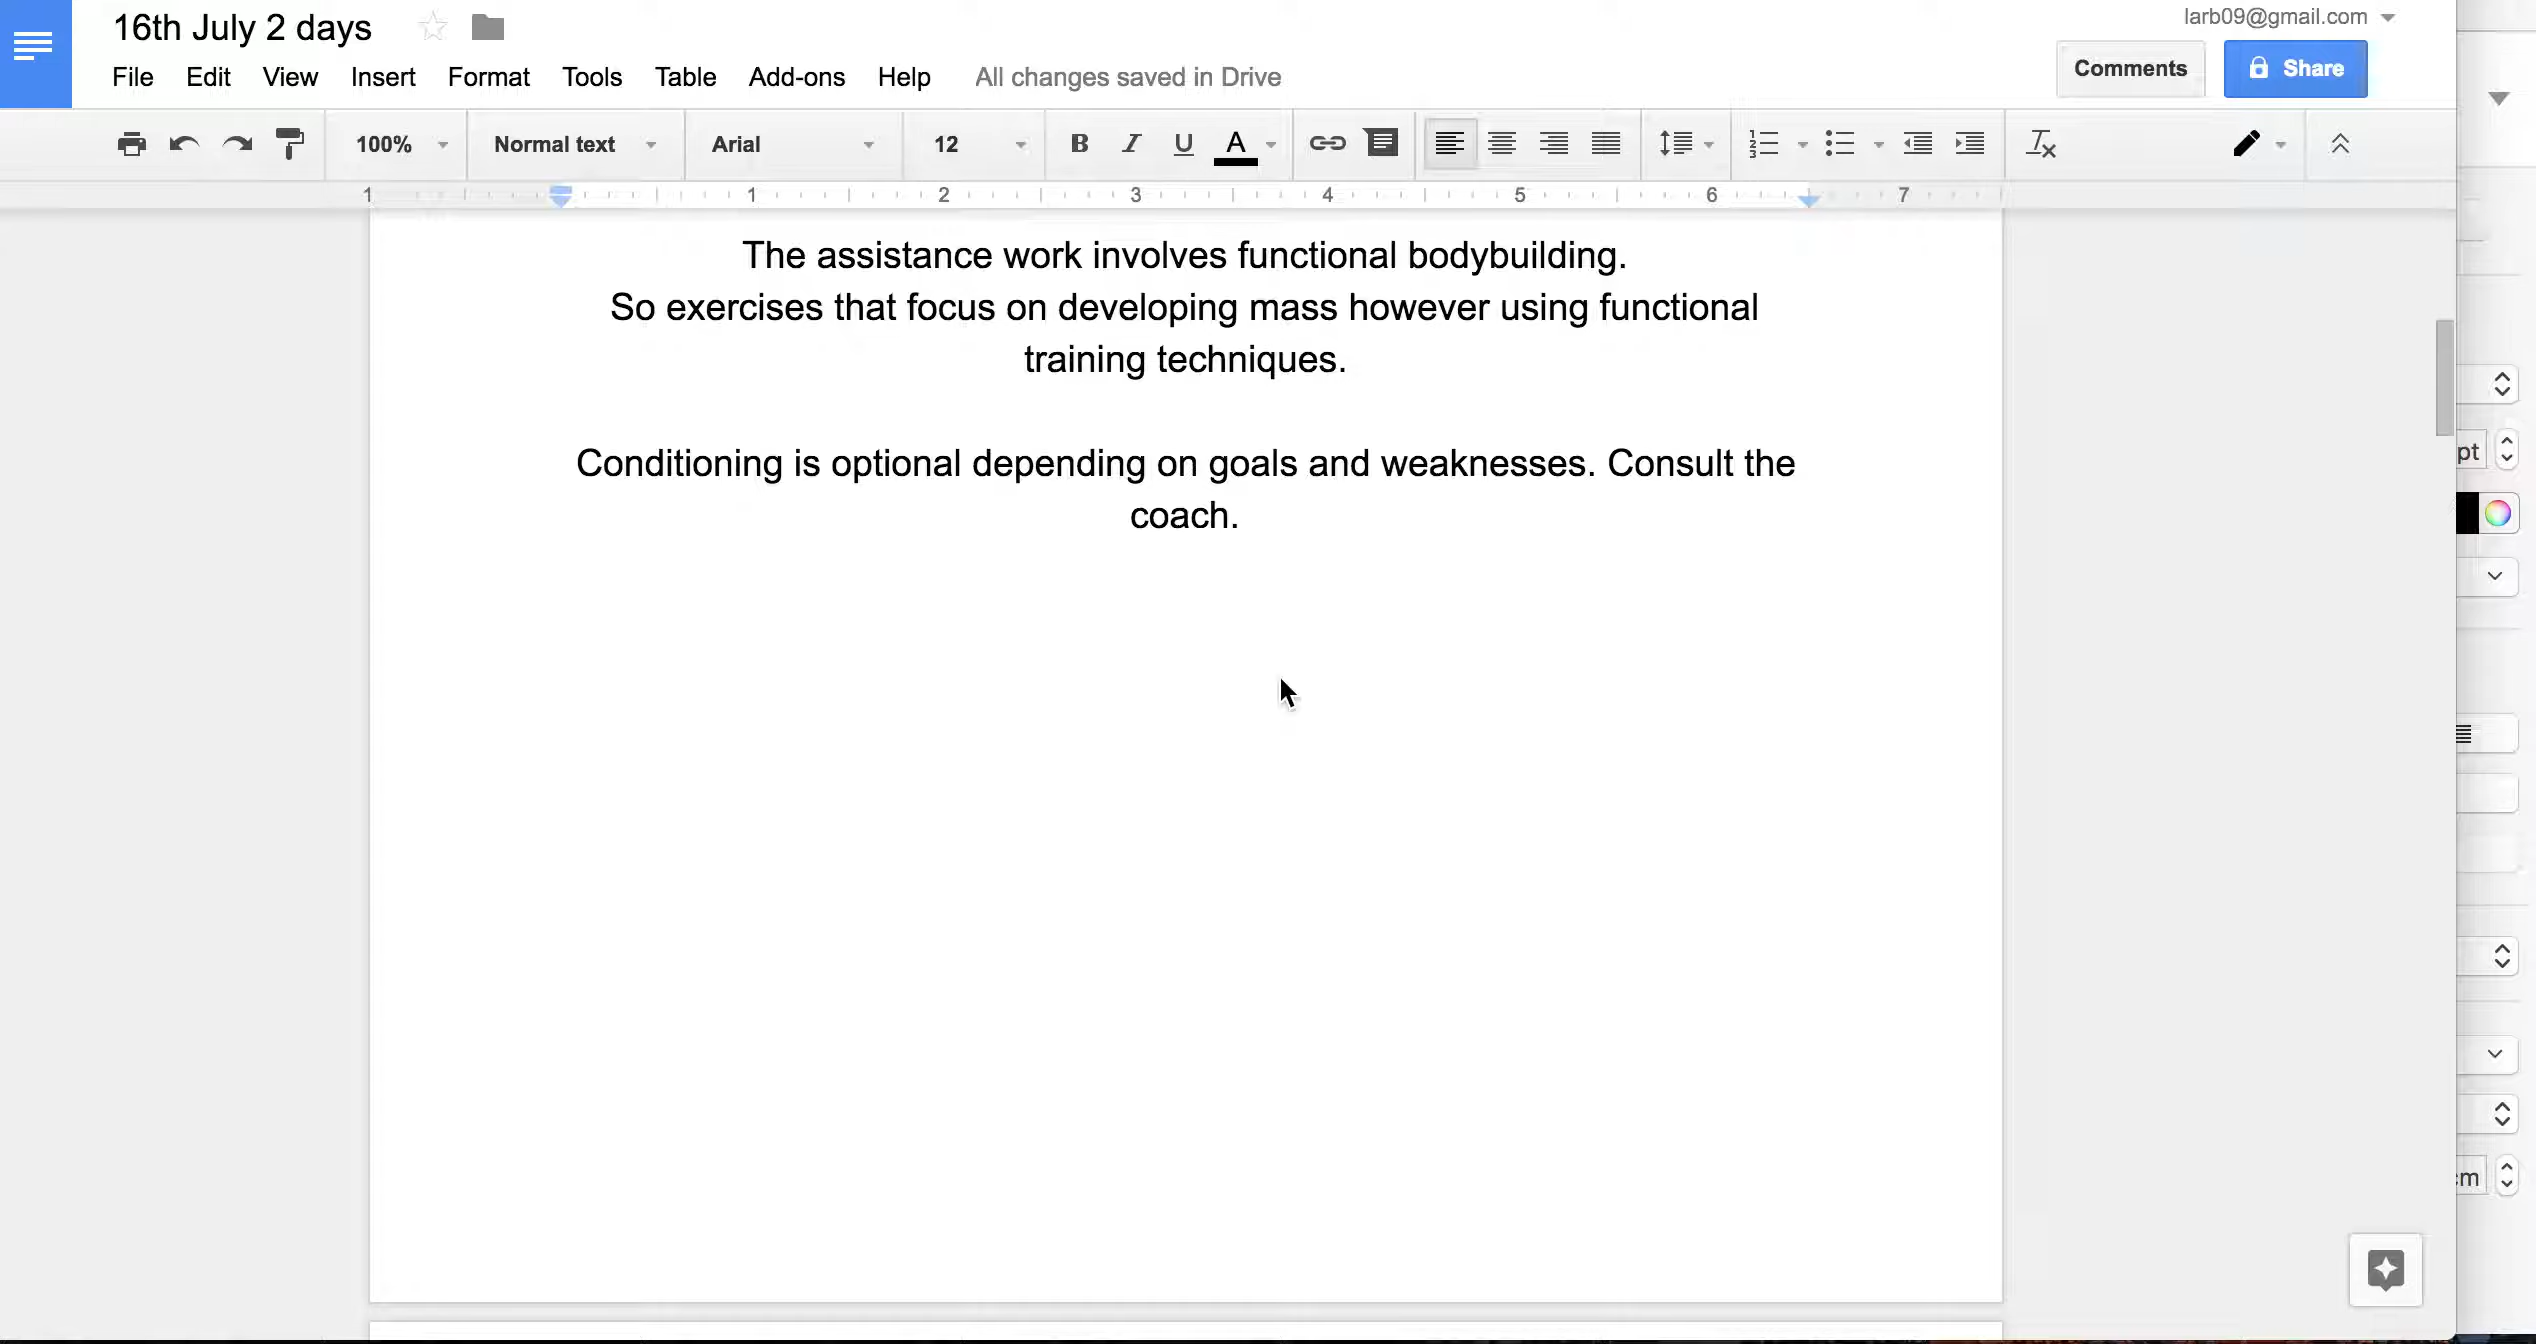 16th July 2 days
larb09@gmail.com
File Edit View Insert Format Tools Table Add-ons Help All changes saved in Drive
Comments Share
100% Normal text Arial 12 B I U A
1 1 2 3 4 5 6 7
The assistance work involves functional bodybuilding.
So exercises that focus on developing mass however using functional
training techniques.
Conditioning is optional depending on goals and weaknesses. Consult the
coach.
pt
cm